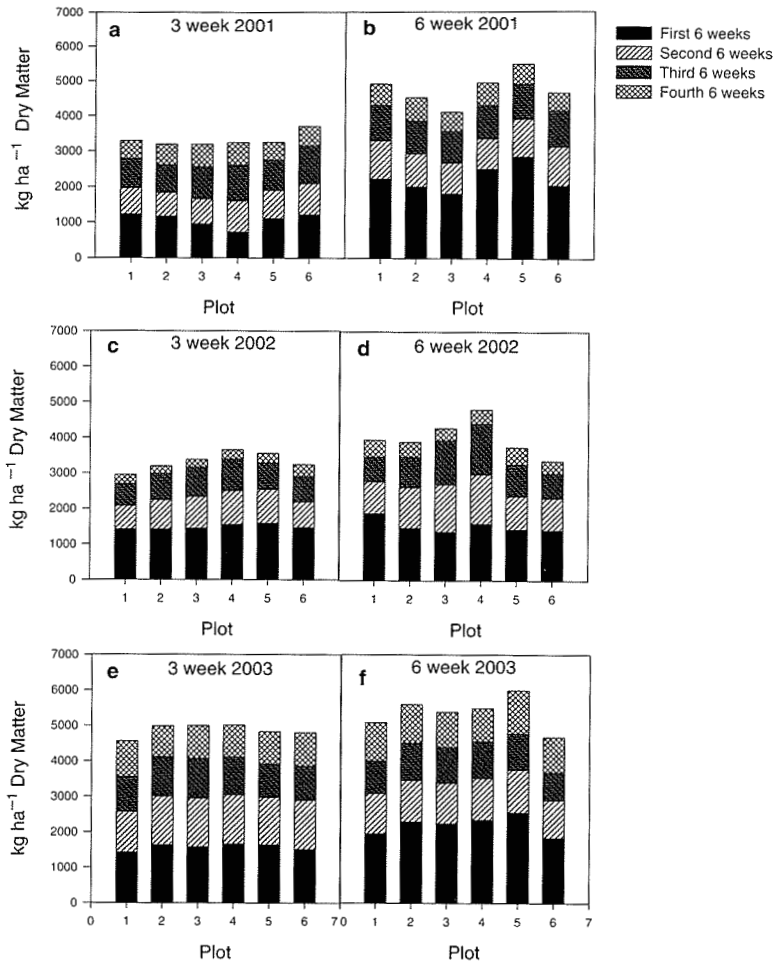 7000
6000
5000
4000
3000
2000
1000
0
kg ha⁻¹ Dry Matter
a
3 week 2001
b
6 week 2001
First 6 weeks
Second 6 weeks
Third 6 weeks
Fourth 6 weeks
1 2 3 4 5 6
1 2 3 4 5 6
Plot
Plot
7000
6000
5000
4000
3000
2000
1000
0
kg ha⁻¹ Dry Matter
c
3 week 2002
d
6 week 2002
1 2 3 4 5 6
1 2 3 4 5 6
Plot
Plot
7000
6000
5000
4000
3000
2000
1000
0
kg ha⁻¹ Dry Matter
e
3 week 2003
f
6 week 2003
0 1 2 3 4 5 6 7
0 1 2 3 4 5 6 7
Plot
Plot